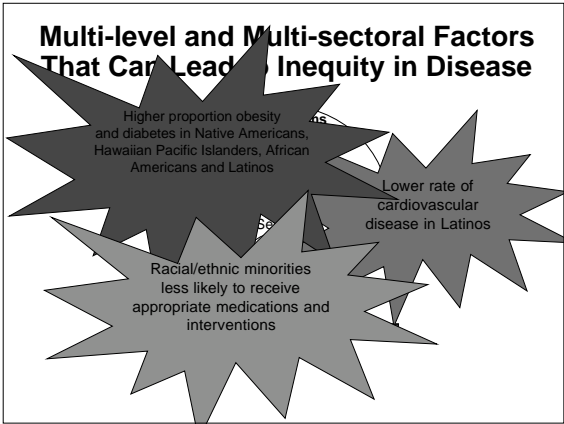 Multi-level and Multi-sectoral Factors
That Can Lead Inequity in Disease
Higher proportion obesity
and diabetes in Native Americans,
Hawaiian Pacific Islanders, African
Americans and Latinos
Lower rate of
cardiovascular
disease in Latinos
Racial/ethnic minorities
less likely to receive
appropriate medications and
interventions